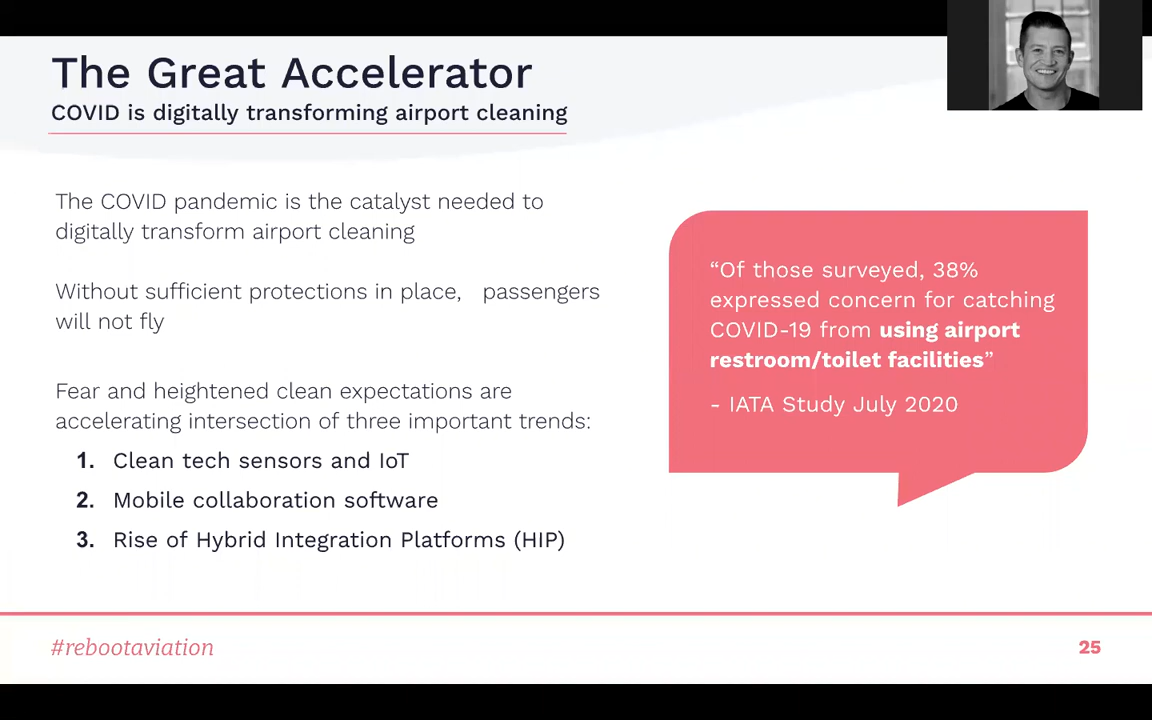 The Great Accelerator
COVID is digitally transforming airport cleaning
The COVID pandemic is the catalyst needed to
digitally transform airport cleaning
Without sufficient protections in place, passengers
will not fly
Fear and heightened clean expectations are
accelerating intersection of three important trends:
1. Clean tech sensors and IoT
2. Mobile collaboration software
3. Rise of Hybrid Integration Platforms (HIP)
“Of those surveyed, 38%
expressed concern for catching
COVID-19 from using airport
restroom/toilet facilities”
- IATA Study July 2020
#rebootaviation
25